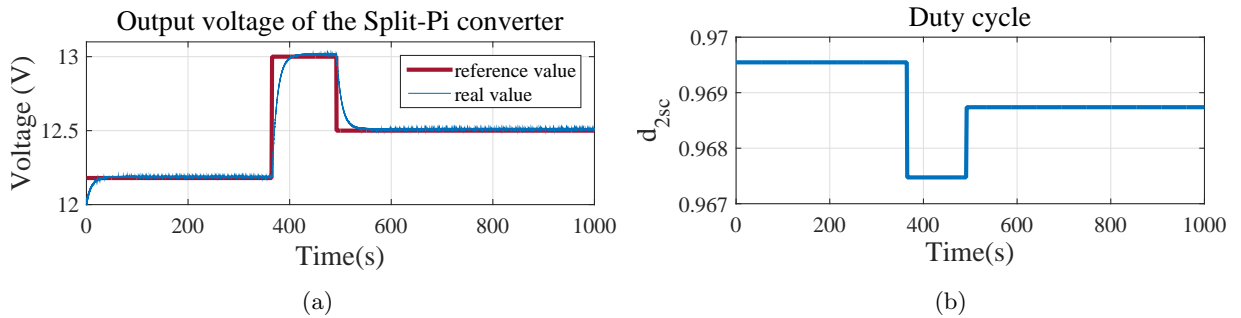 Output voltage of the Split-Pi converter
Voltage (V)
13
12.5
12
reference value
real value
0
200
400
600
800
1000
Time(s)
(a)
Duty cycle
d2sc
0.97
0.969
0.968
0.967
0
200
400
600
800
1000
Time(s)
(b)